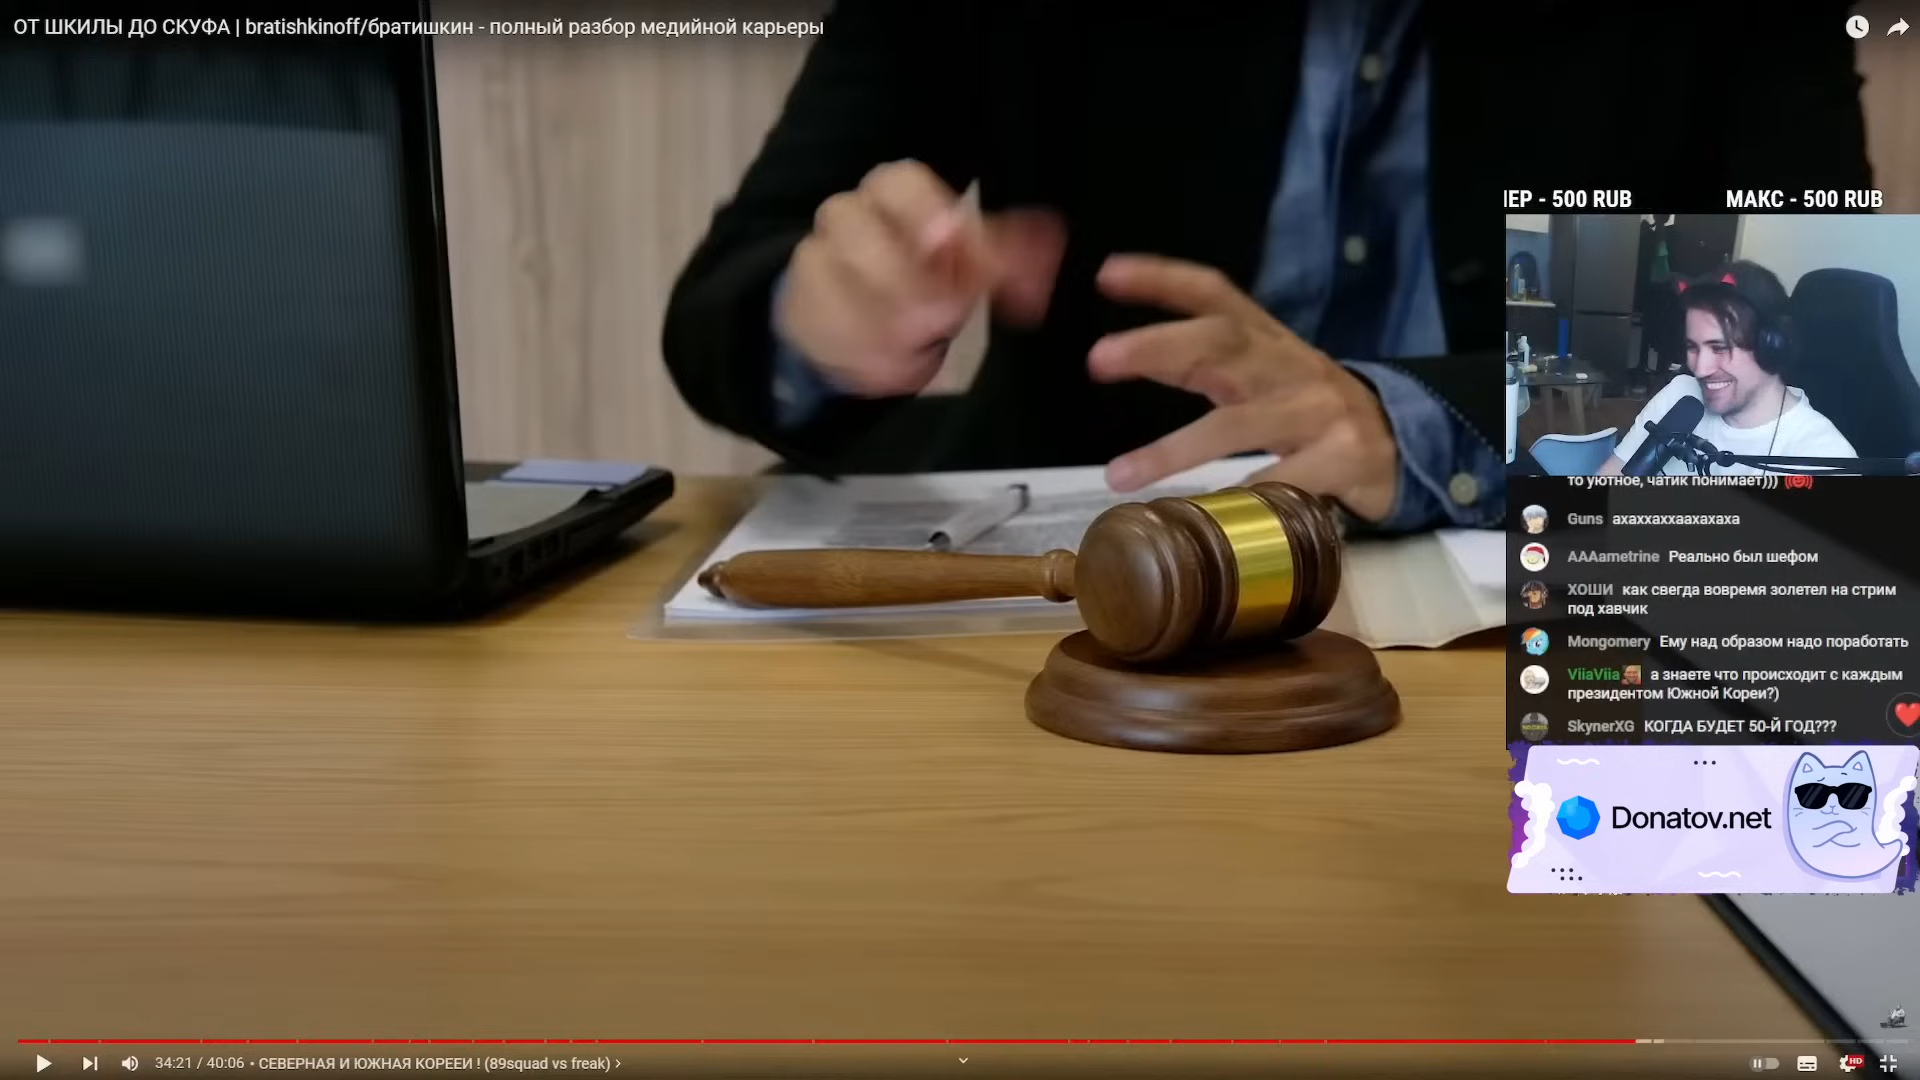 ОТ ШКИЛЫ ДО СКУФА | bratishkinoff/братишкин - полный разбор медийной карьеры
- 500 RUB МАКС - 500 RUB
то уютное, чатик понимает)))
Guns ахаххаххаахахаха
AAAametrine Реально был шефом
ХОШИ как свегда вовремя золетел на стрим
под хавчик
Mongomery Ему над образом надо поработать
ViiaViia а знаете что происходит с каждым
президентом Южной Кореи?)
SkynerXG КОГДА БУДЕТ 50-Й ГОД???
Donatov.net
34:21 / 40:06 • СЕВЕРНАЯ И ЮЖНАЯ КОРЕЕИ ! (89squad vs freak) ›
HD